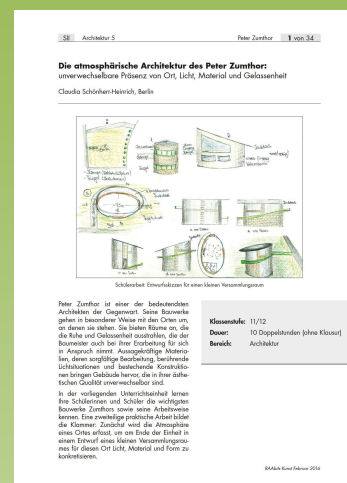 SII Architektur 5 Peter Zumthor 1 von 34
Die atmosphärische Architektur des Peter Zumthor:
unverwechselbare Präsenz von Ort, Licht, Material und Gelassenheit
Claudia Schönherr-Heinrich, Berlin
Schülerarbeit: Entwurfsskizzen für einen kleinen Versammlungsraum
Peter Zumthor ist einer der bedeutendsten
Architekten der Gegenwart. Seine Bauwerke
gehen in besonderer Weise mit den Orten um,
an denen sie stehen. Sie bieten Räume an, die
die Ruhe und Gelassenheit ausstrahlen, die der
Baumeister auch bei ihrer Erarbeitung für sich
in Anspruch nimmt. Aussagekräftige Materia-
lien, deren sorgfältige Bearbeitung, berührende
Lichtsituationen und bestechende Konstruktio-
nen bringen Gebäude hervor, die in ihrer ästhe-
tischen Qualität unverwechselbar sind.
In der vorliegenden Unterrichtseinheit lernen
Ihre Schülerinnen und Schüler die wichtigsten
Bauwerke Zumthors sowie seine Arbeitsweise
kennen. Eine zweiteilige praktische Arbeit bildet
die Klammer: Zunächst wird die Atmosphäre
eines Ortes erfasst, um am Ende der Einheit in
einem Entwurf eines kleinen Versammlungsrau-
mes für diesen Ort Licht, Material und Form zu
konkretisieren.
Klassenstufe: 11/12
Dauer: 10 Doppelstunden (ohne Klausur)
Bereich: Architektur
RAAbits Kunst Februar 2016